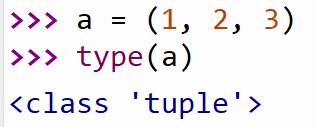 >>> a = (1, 2, 3)
>>> type(a)
<class 'tuple'>